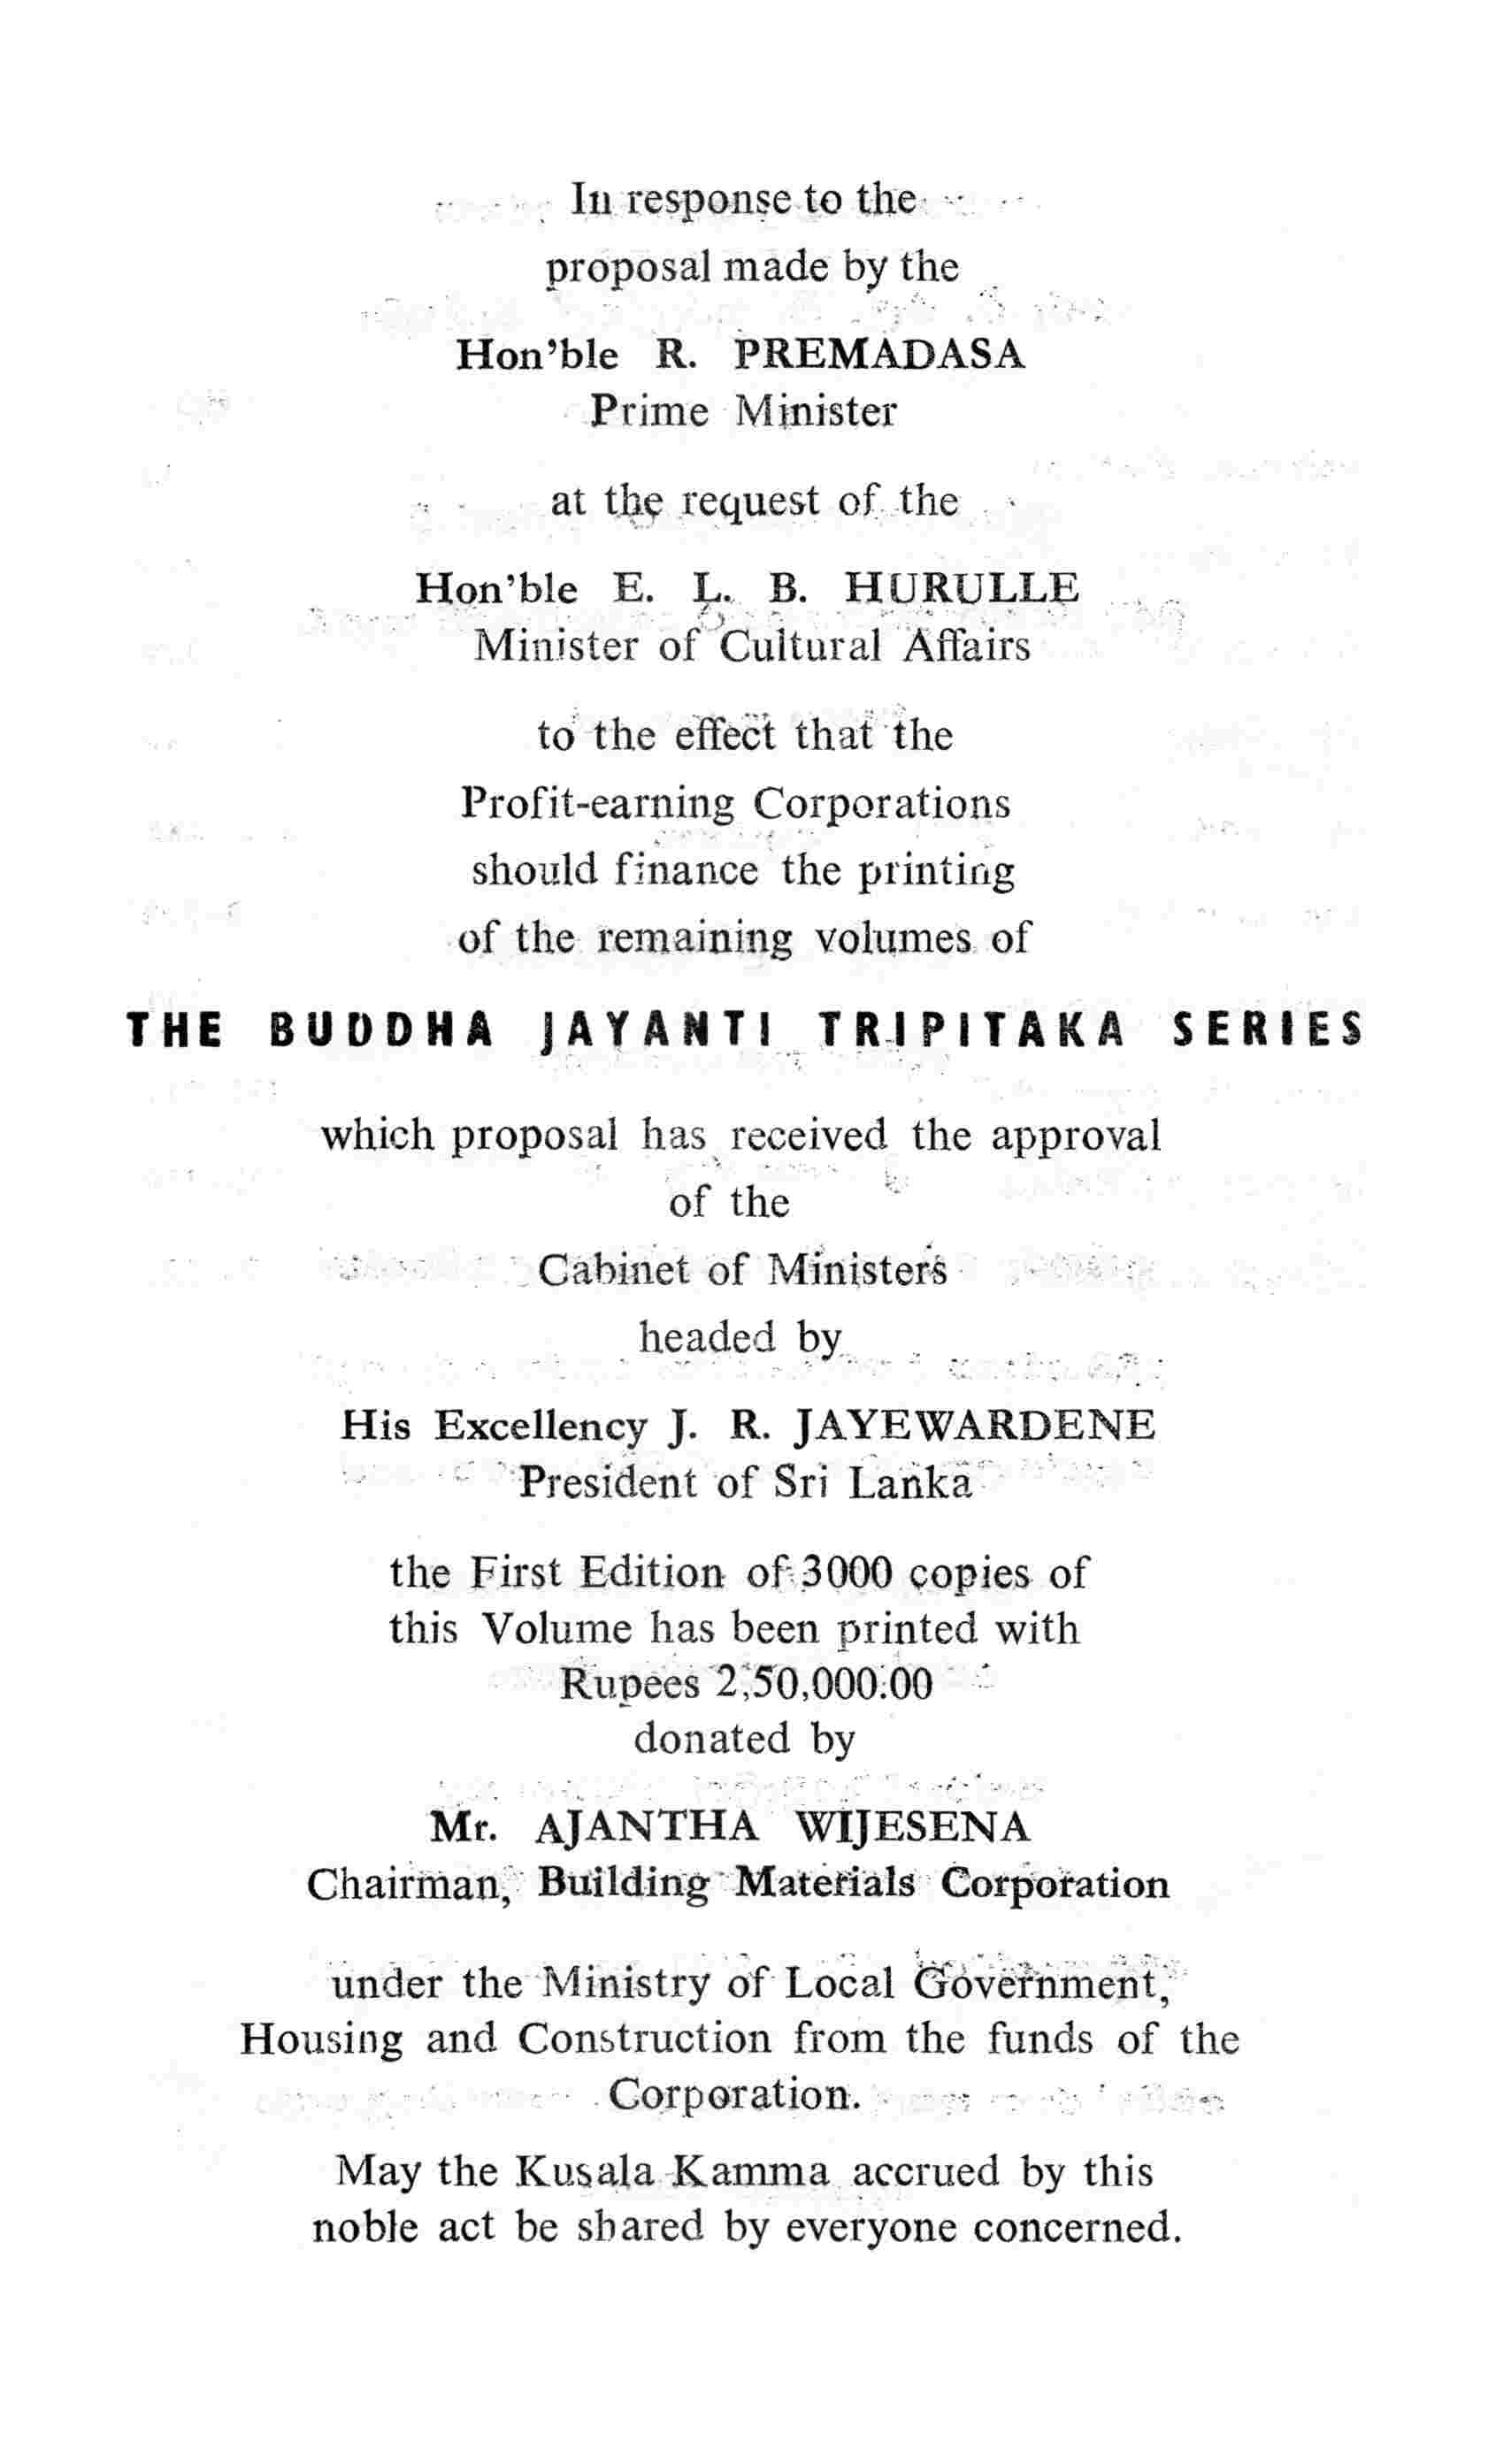 In response to the
proposal made by the
Hon'ble R. PREMADASA
Prime Minister
at the request of the
Hon'ble E. L. B. HURULLE
Minister of Cultural Affairs
to the effect that the
Profit-earning Corporations
should finance the printing
of the remaining volumes of
THE BUDDHA JAYANTI TRIPITAKA SERIES
which proposal has received the approval
of the
Cabinet of Ministers
headed by
His Excellency J. R. JAYEWARDENE
President of Sri Lanka
the First Edition of 3000 copies of
this Volume has been printed with
Rupees 2,50,000.00
donated by
Mr. AJANTHA WIJESENA
Chairman, Building Materials Corporation
under the Ministry of Local Government,
Housing and Construction from the funds of the
Corporation.
May the Kusala Kamma accrued by this
noble act be shared by everyone concerned.